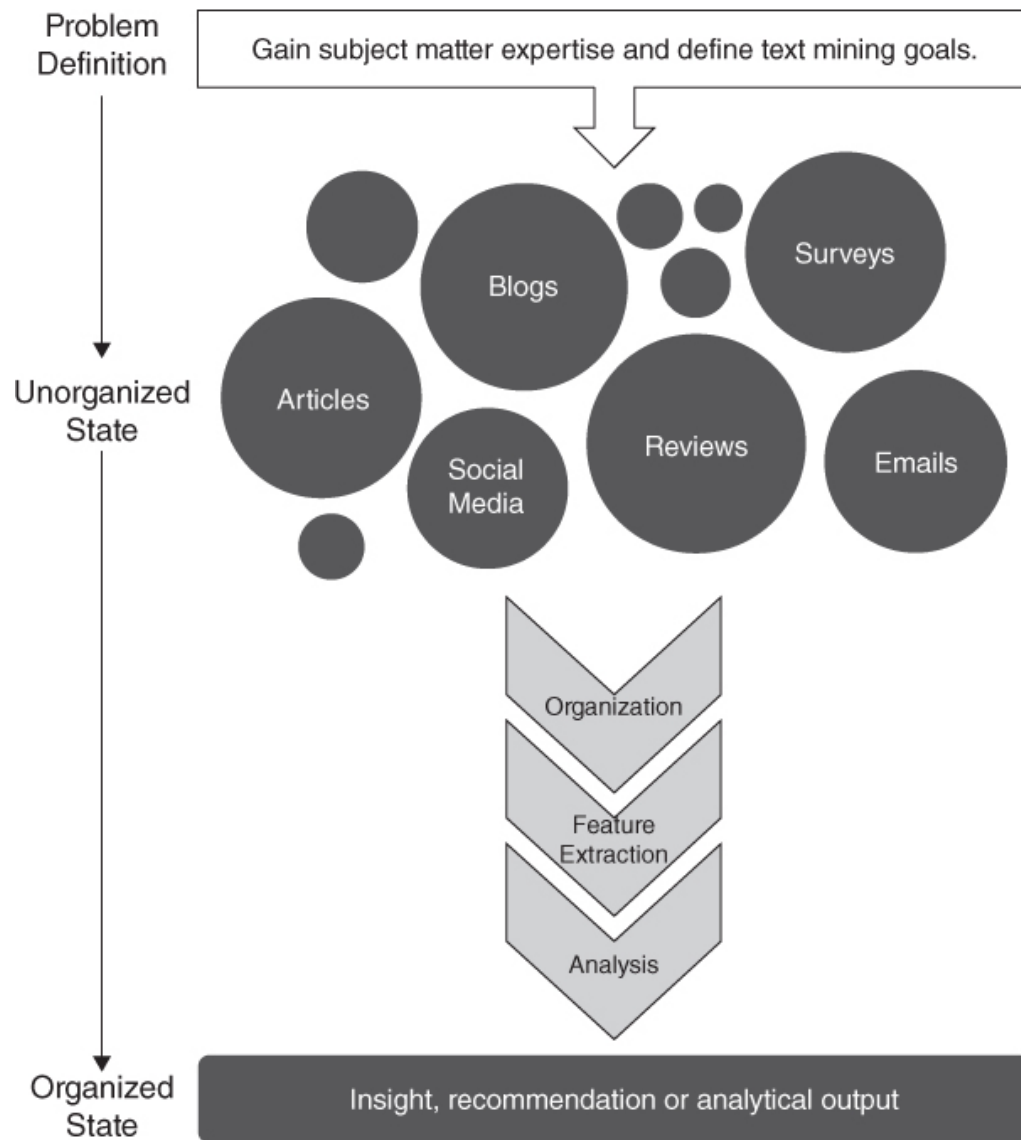 Problem
Definition
Gain subject matter expertise and define text mining goals.
Blogs
Surveys
Unorganized
State
Articles
Social
Media
Reviews
Emails
Organization
Feature
Extraction
Analysis
Organized
State
Insight, recommendation or analytical output